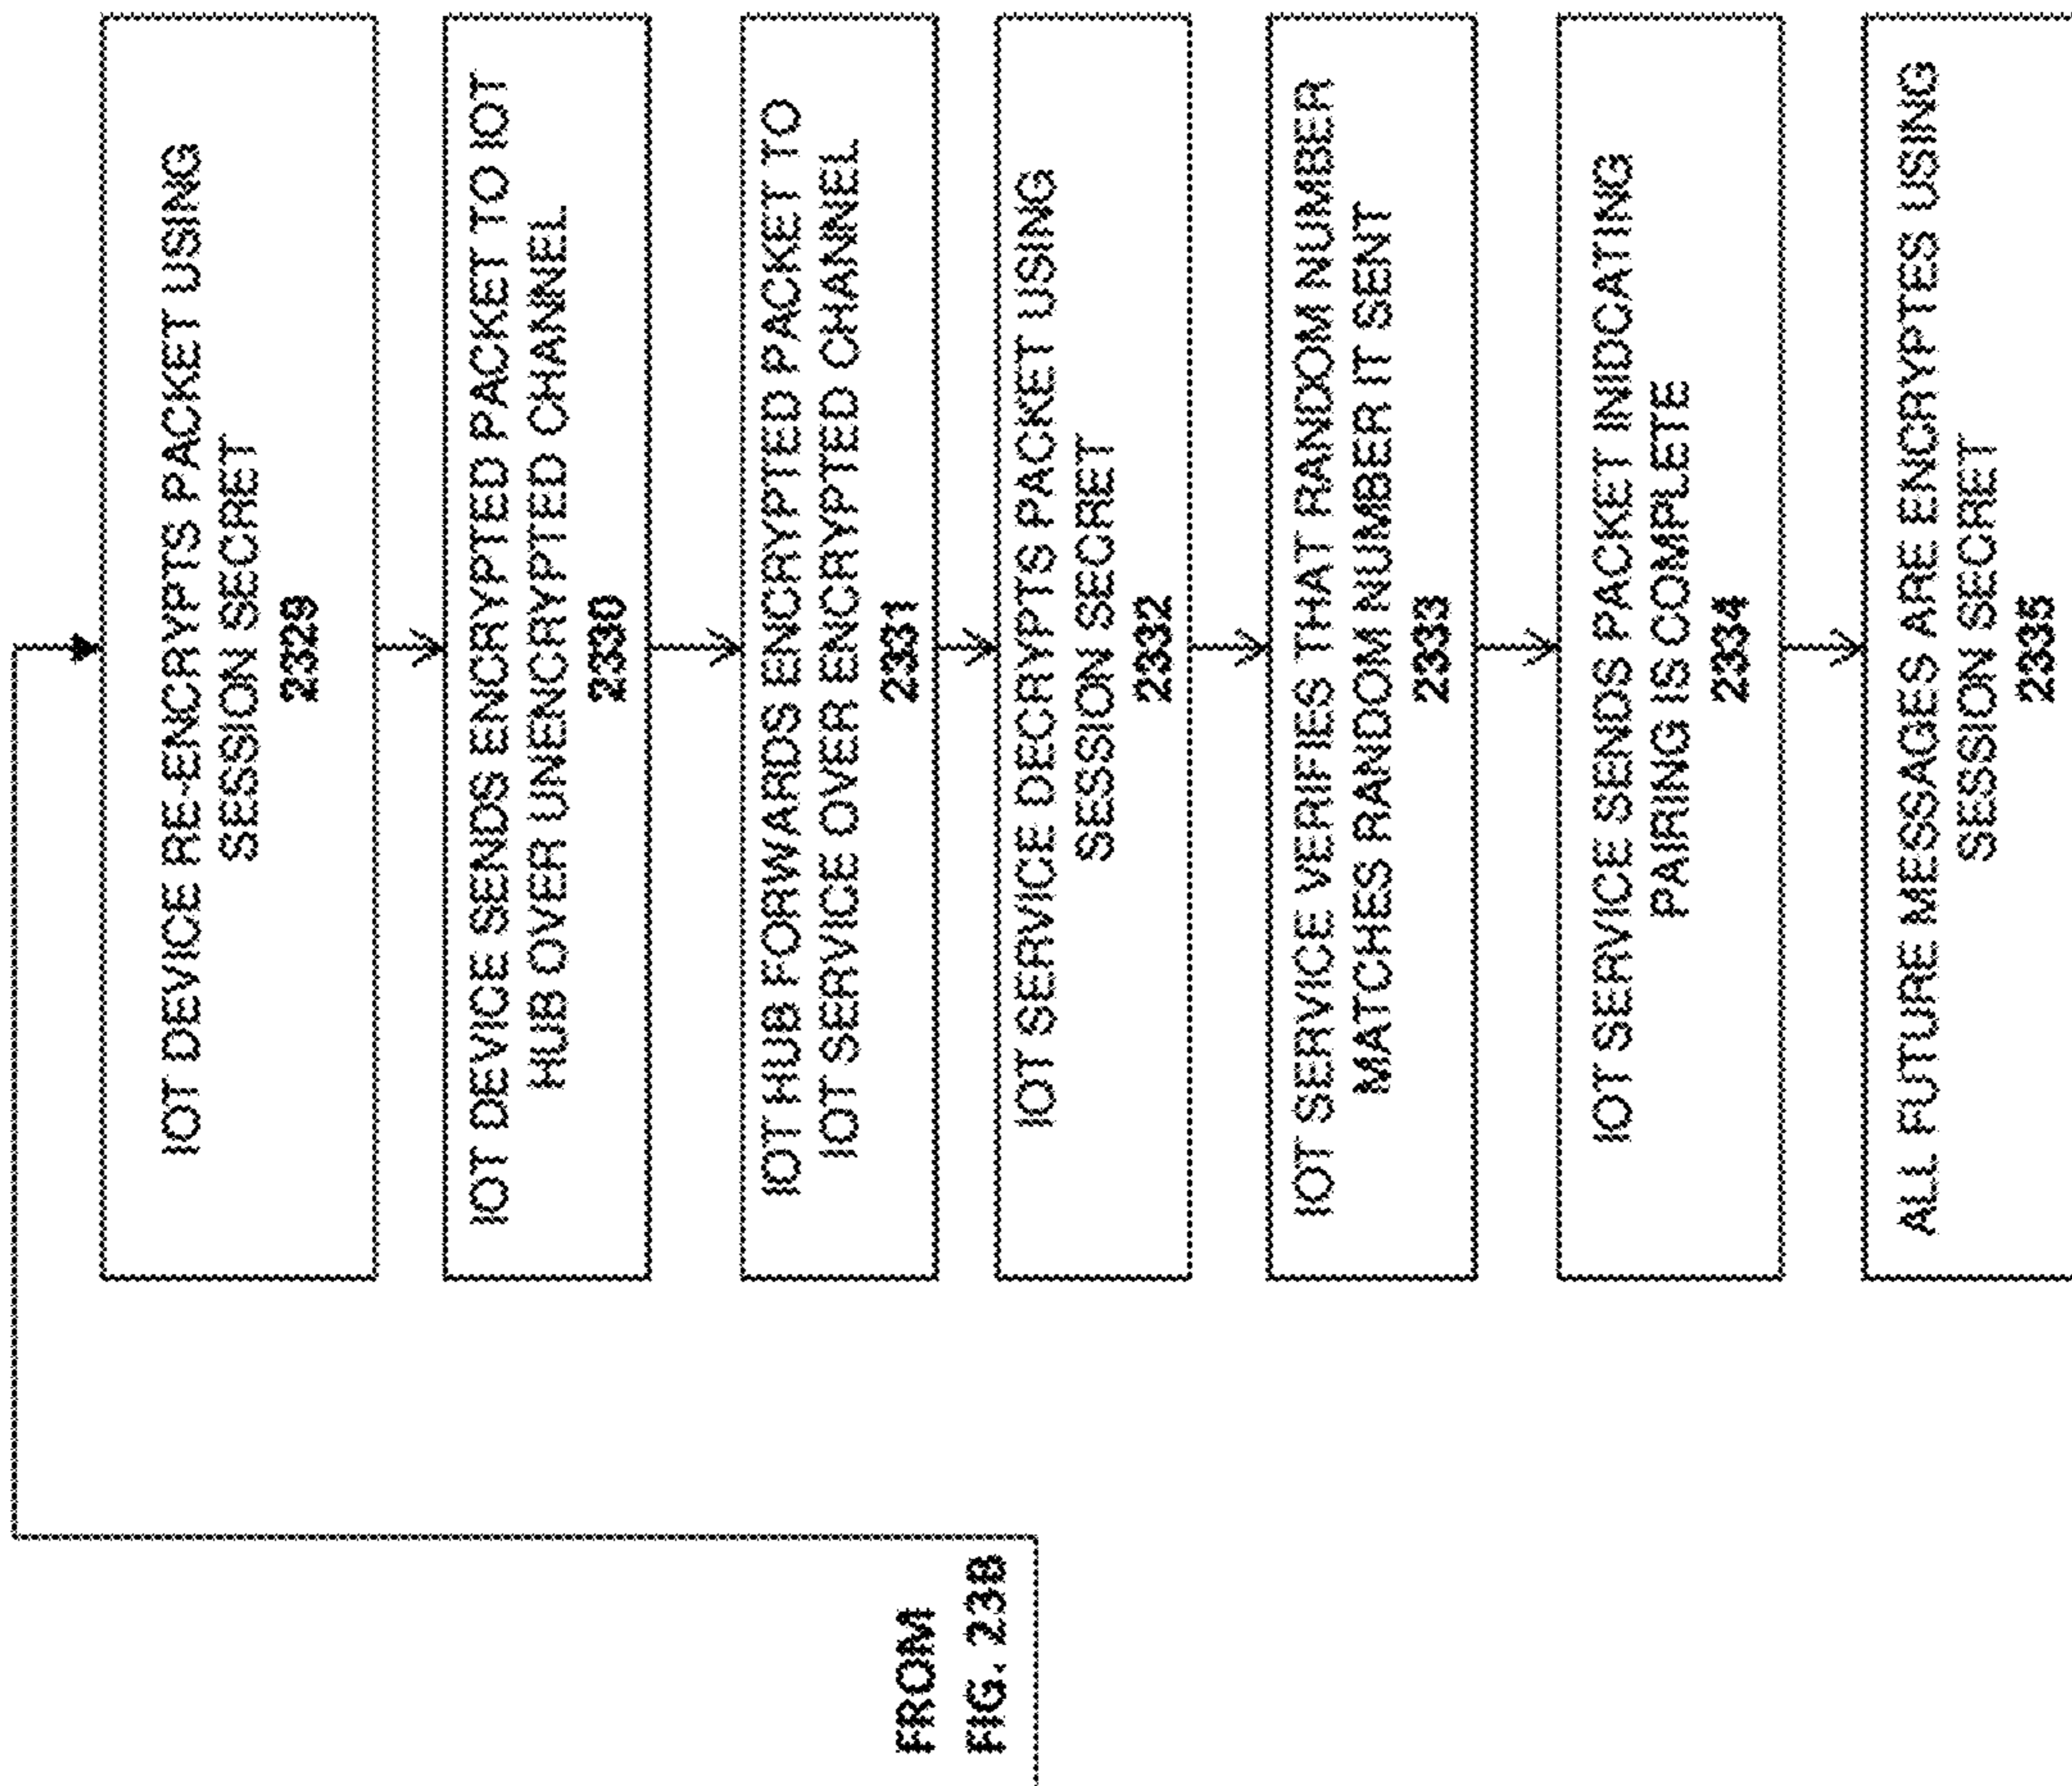 FROM
FIG. 23B
IOT DEVICE RE-ENCRYPTS PACKET USING
SESSION SECRET
2329
IOT DEVICE SENDS ENCRYPTED PACKET TO IOT
HUB OVER UNENCRYPTED CHANNEL
2330
IOT HUB FORWARDS ENCRYPTED PACKET TO
IOT SERVICE OVER ENCRYPTED CHANNEL
2331
IOT SERVICE DECRYPTS PACKET USING
SESSION SECRET
2332
IOT SERVICE VERIFIES THAT RANDOM NUMBER
MATCHES RANDOM NUMBER IT SENT
2333
IOT SERVICE SENDS PACKET INIDCATING
PAIRING IS COMPLETE
2334
ALL FUTURE MESSAGES ARE ENCRYPTES USING
SESSION SECRET
2335